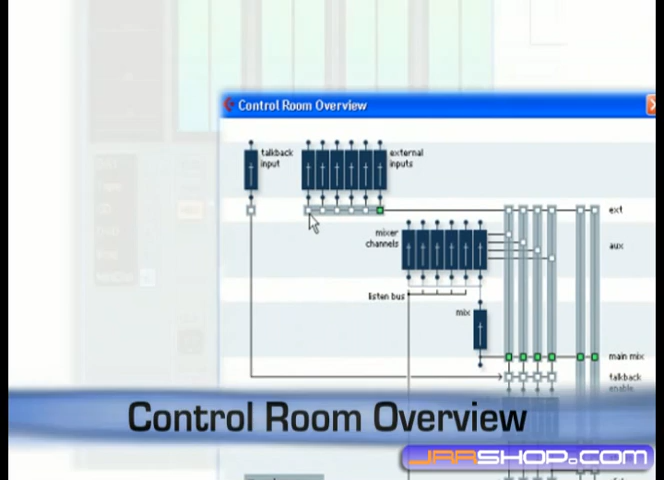 Control Room Overview
talkback
input
external
inputs
ext
mixer
channels
aux
listen bus
mix
main mix
talkback
enable
Control Room Overview
JRRSHOP.COM